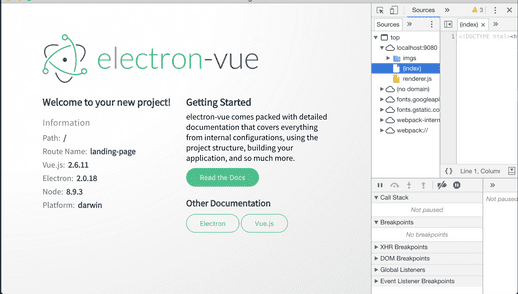 electron-vue
Welcome to your new project!
Information
Path: /
Route Name: landing-page
Vue.js: 2.6.11
Electron: 2.0.18
Node: 8.9.3
Platform: darwin
Getting Started
electron-vue comes packed with detailed
documentation that covers everything
from internal configurations, using
the project structure, building your
application, and so much more.
Read the Docs
Other Documentation
Electron
Vue.js
Sources
3
Sources
(index)
top
localhost:9080
imgs
(index)
renderer.js
(no domain)
fonts.googleapi
fonts.gstatic.co
webpack-intern
webpack://
1
<!DOCTYPE html><h
{}
Line 1, Column
Call Stack
Not paused
Breakpoints
No breakpoints
XHR Breakpoints
DOM Breakpoints
Global Listeners
Event Listener Breakpoints
Not paused